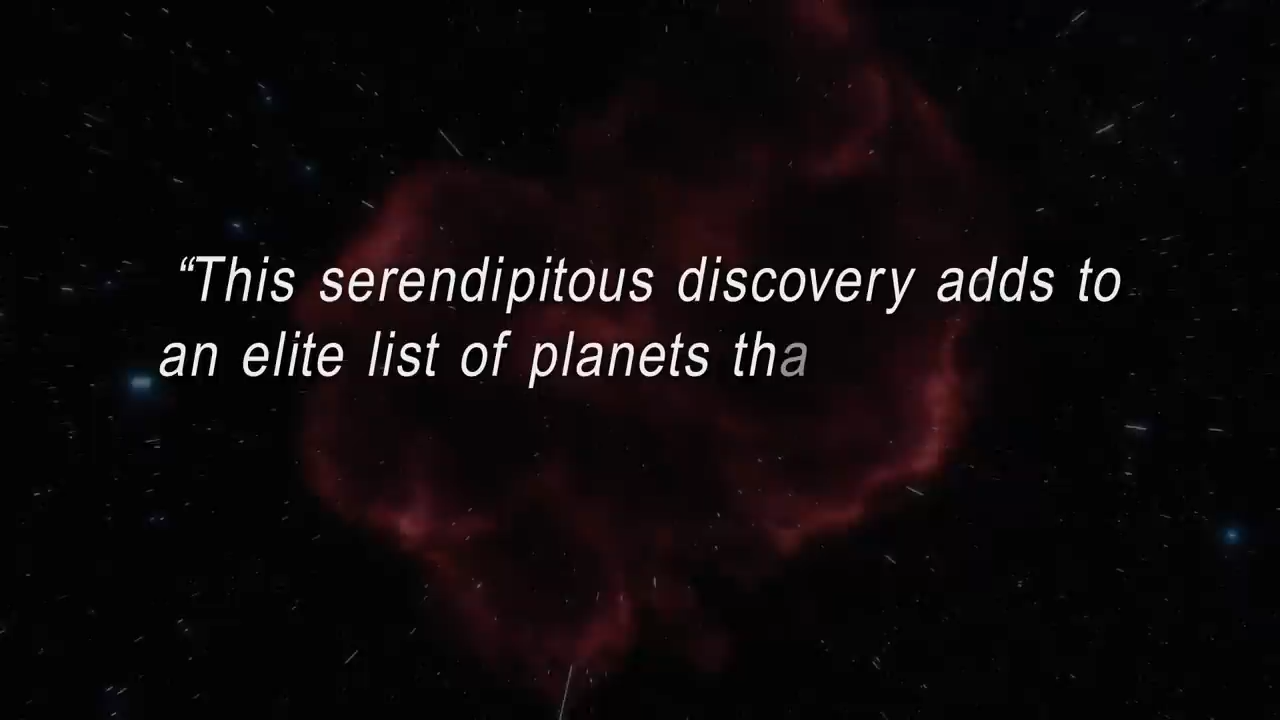 “This serendipitous discovery adds to
an elite list of planets tha